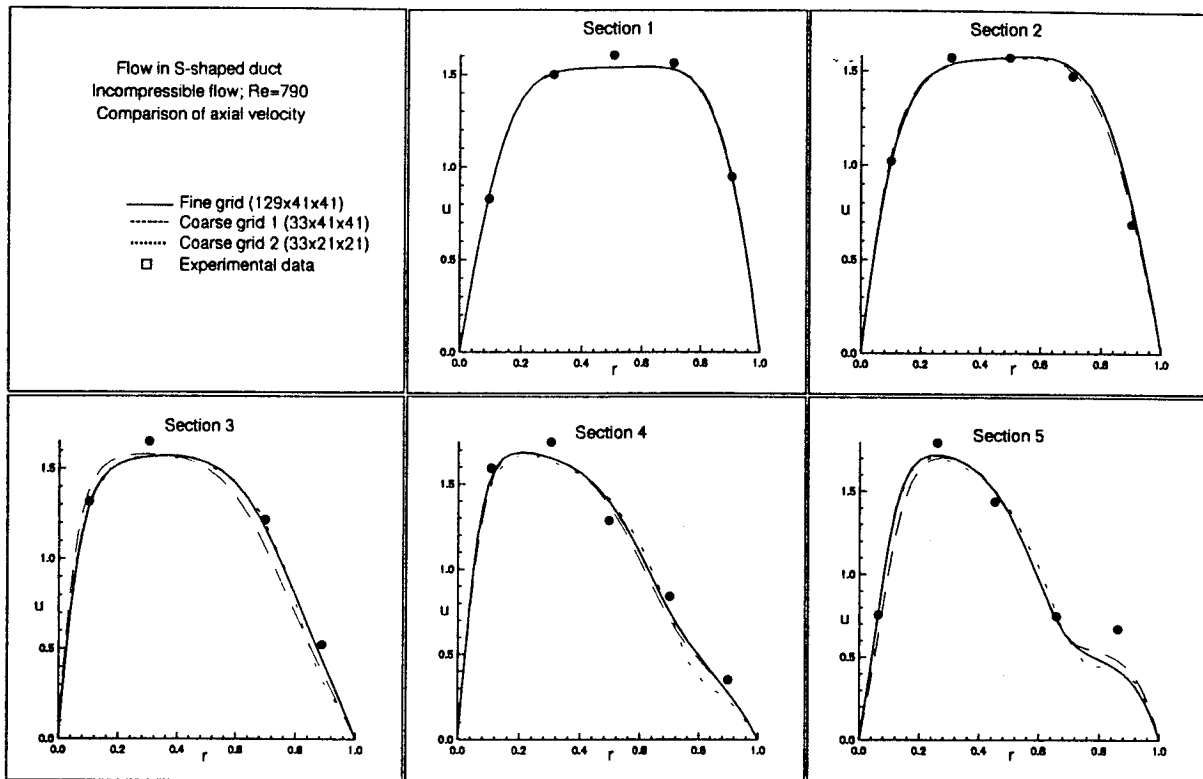 Flow in S-shaped duct
Incompressible flow; Re=790
Comparison of axial velocity
Fine grid (129x41x41)
Coarse grid 1 (33x41x41)
Coarse grid 2 (33x21x21)
Experimental data
Section 1
1.5
1.0
u
0.5
0.0
0.0 0.2 0.4 0.6 0.8 1.0
r
Section 2
1.5
1.0
u
0.5
0.0
0.0 0.2 0.4 0.6 0.8 1.0
r
Section 3
1.5
1.0
u
0.5
0.0
0.0 0.2 0.4 0.6 0.8 1.0
r
Section 4
1.5
1.0
u
0.5
0.0
0.0 0.2 0.4 0.6 0.8 1.0
r
Section 5
1.5
1.0
u
0.5
0.0
0.0 0.2 0.4 0.6 0.8 1.0
r